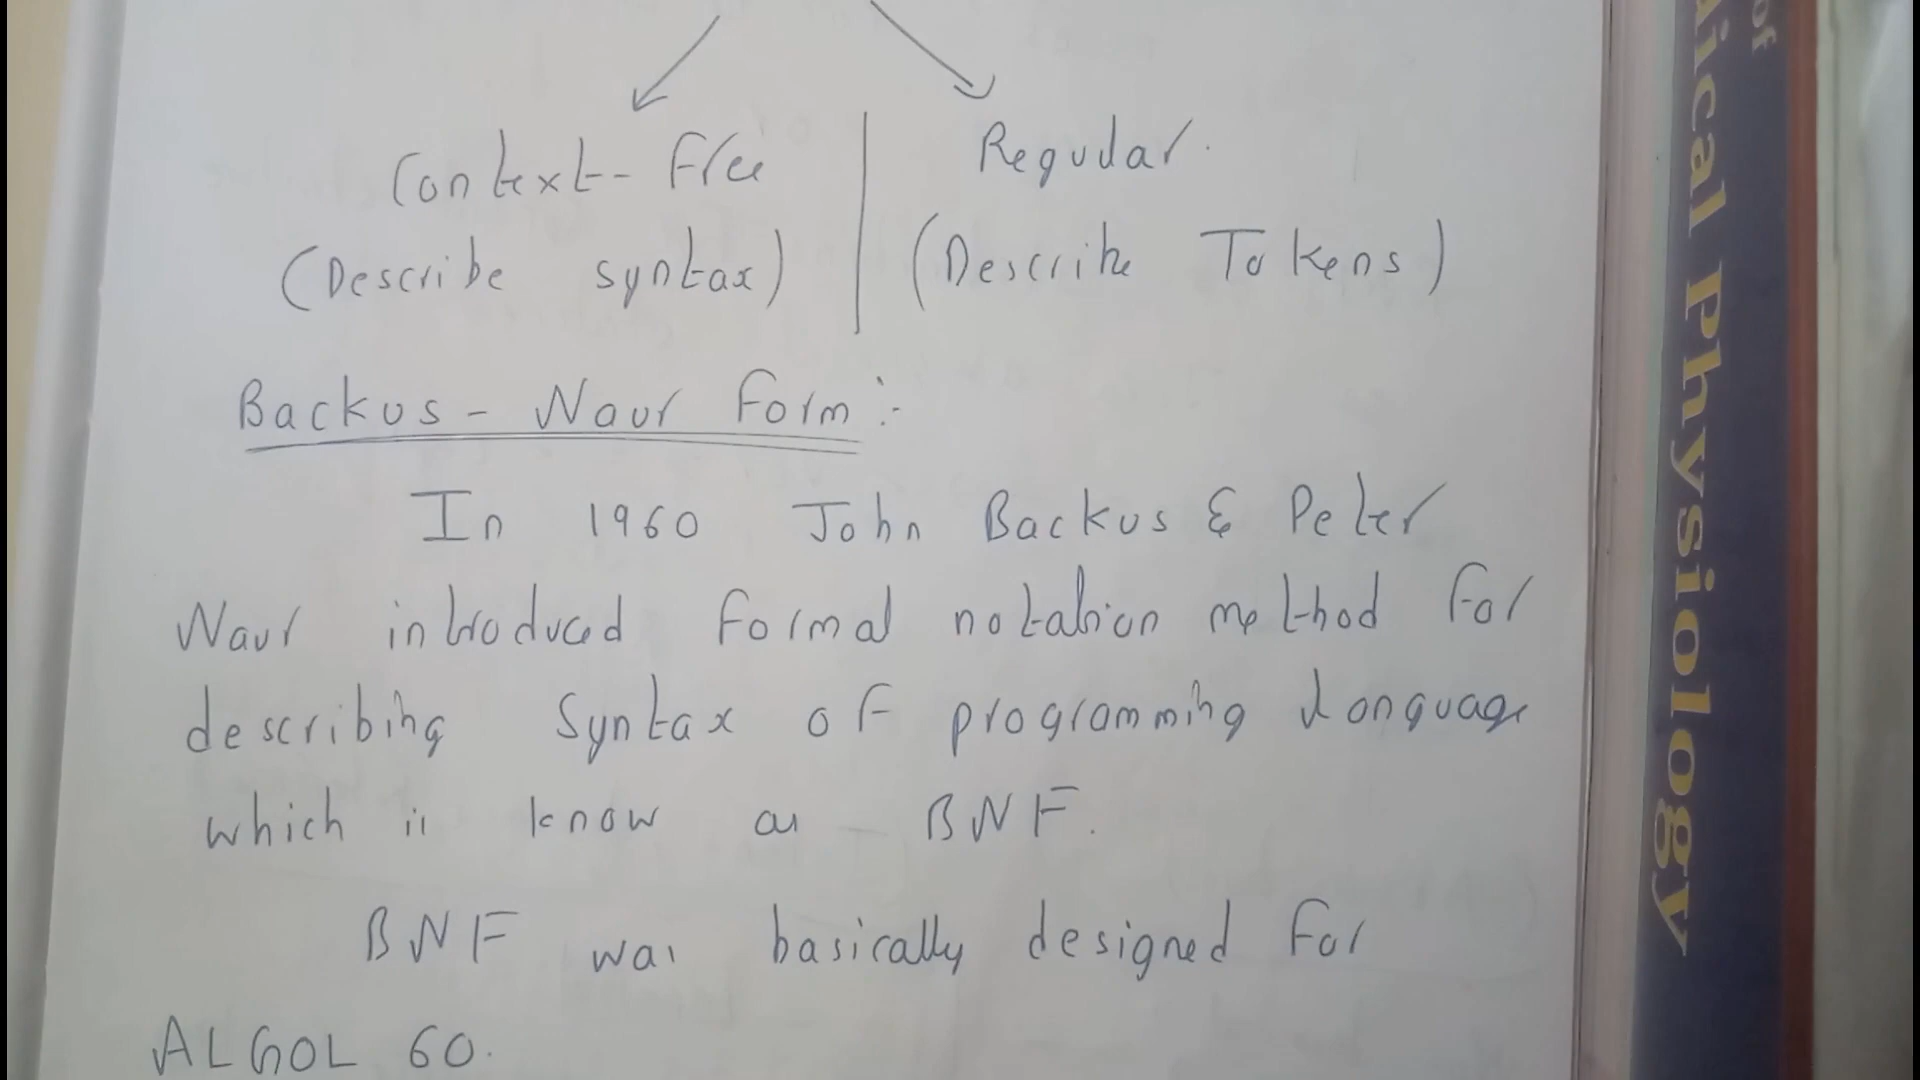 Context-Free | Regular.
(Describe syntax) | (Describe Tokens)
Backus-Naur Form:-
In 1960 John Backus & Peter
Naur introduced formal notation method for
describing Syntax of programming language
which is know as BNF.
BNF was basically designed for
ALGOL 60.
of
ical Physiology